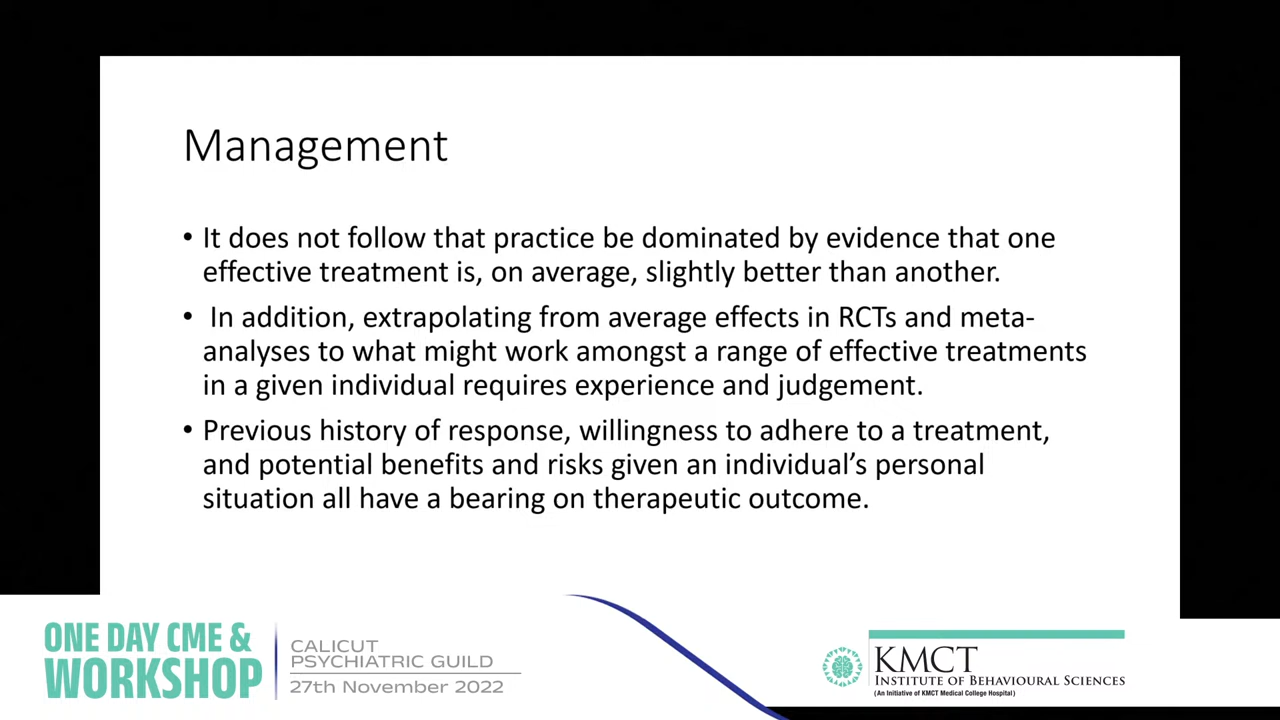 Management
• It does not follow that practice be dominated by evidence that one
effective treatment is, on average, slightly better than another.
• In addition, extrapolating from average effects in RCTs and meta-
analyses to what might work amongst a range of effective treatments
in a given individual requires experience and judgement.
• Previous history of response, willingness to adhere to a treatment,
and potential benefits and risks given an individual's personal
situation all have a bearing on therapeutic outcome.
ONE DAY CME &
WORKSHOP
CALICUT
PSYCHIATRIC GUILD
27th November 2022
KMCT
INSTITUTE OF BEHAVIOURAL SCIENCES
(An Initiative of KMCT Medical College Hospital)